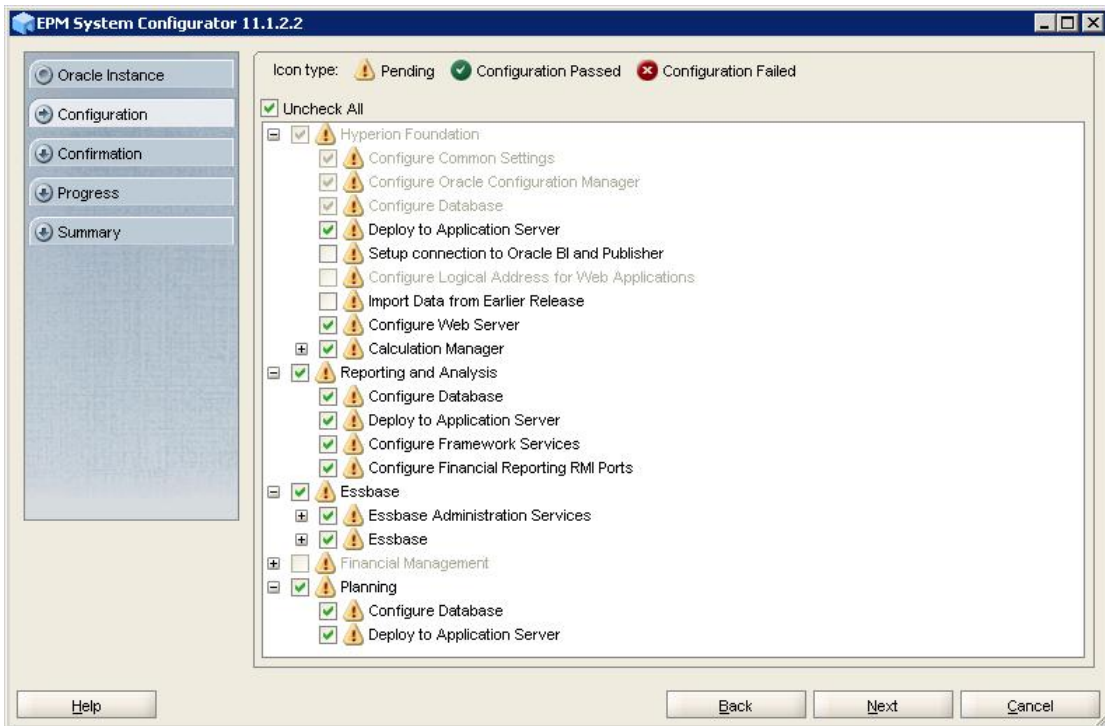 EPM System Configurator 11.1.2.2
Oracle Instance
Configuration
Confirmation
Progress
Summary
Icon type: Pending Configuration Passed Configuration Failed
Uncheck All
Hyperion Foundation
Configure Common Settings
Configure Oracle Configuration Manager
Configure Database
Deploy to Application Server
Setup connection to Oracle BI and Publisher
Configure Logical Address for Web Applications
Import Data from Earlier Release
Configure Web Server
Calculation Manager
Reporting and Analysis
Configure Database
Deploy to Application Server
Configure Framework Services
Configure Financial Reporting RMI Ports
Essbase
Essbase Administration Services
Essbase
Financial Management
Planning
Configure Database
Deploy to Application Server
Help Back Next Cancel